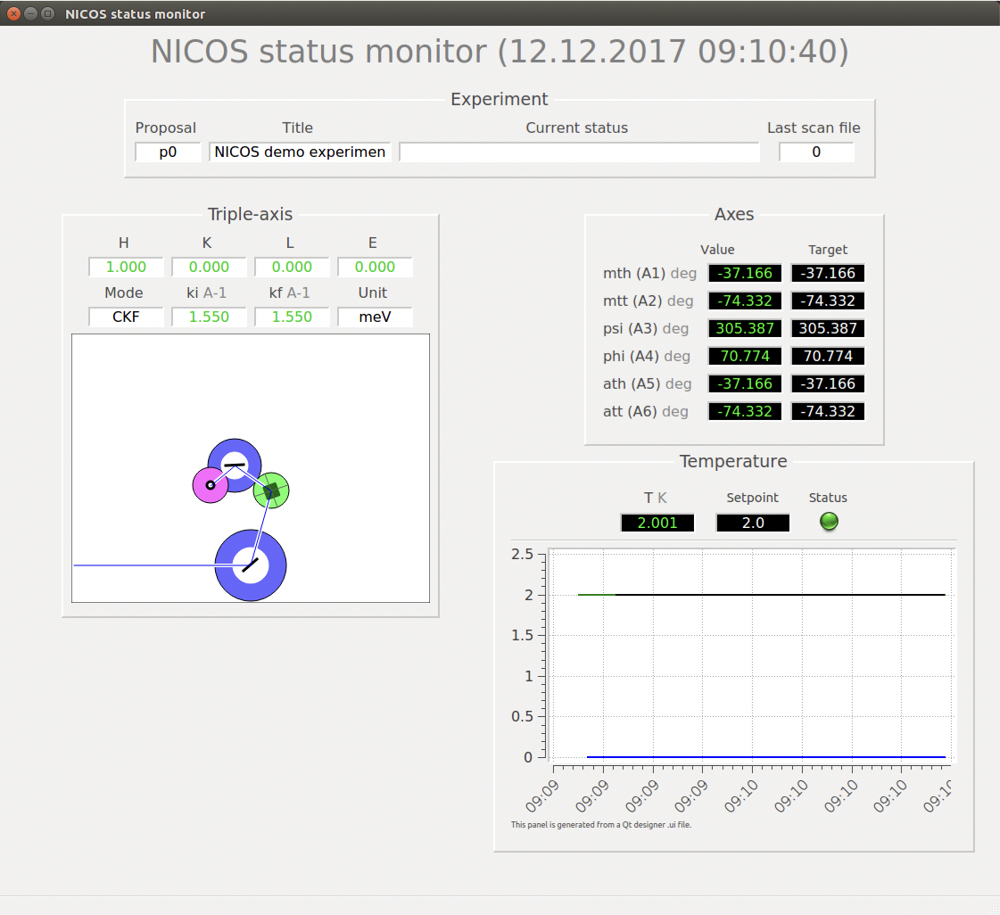 NICOS status monitor
NICOS status monitor (12.12.2017 09:10:40)
Experiment
Proposal Title Current status Last scan file
p0 NICOS demo experimen 0
Triple-axis
H K L E
1.000 0.000 0.000 0.000
Mode ki A-1 kf A-1 Unit
CKF 1.550 1.550 meV
Axes
Value Target
mth (A1) deg -37.166 -37.166
mtt (A2) deg -74.332 -74.332
psi (A3) deg 305.387 305.387
phi (A4) deg 70.774 70.774
ath (A5) deg -37.166 -37.166
att (A6) deg -74.332 -74.332
Temperature
T K Setpoint Status
2.001 2.0
2.5
2
1.5
1
0.5
0
09:09 09:09 09:09 09:09 09:10 09:10 09:10 09:10 09:10
This panel is generated from a Qt designer .ui file.